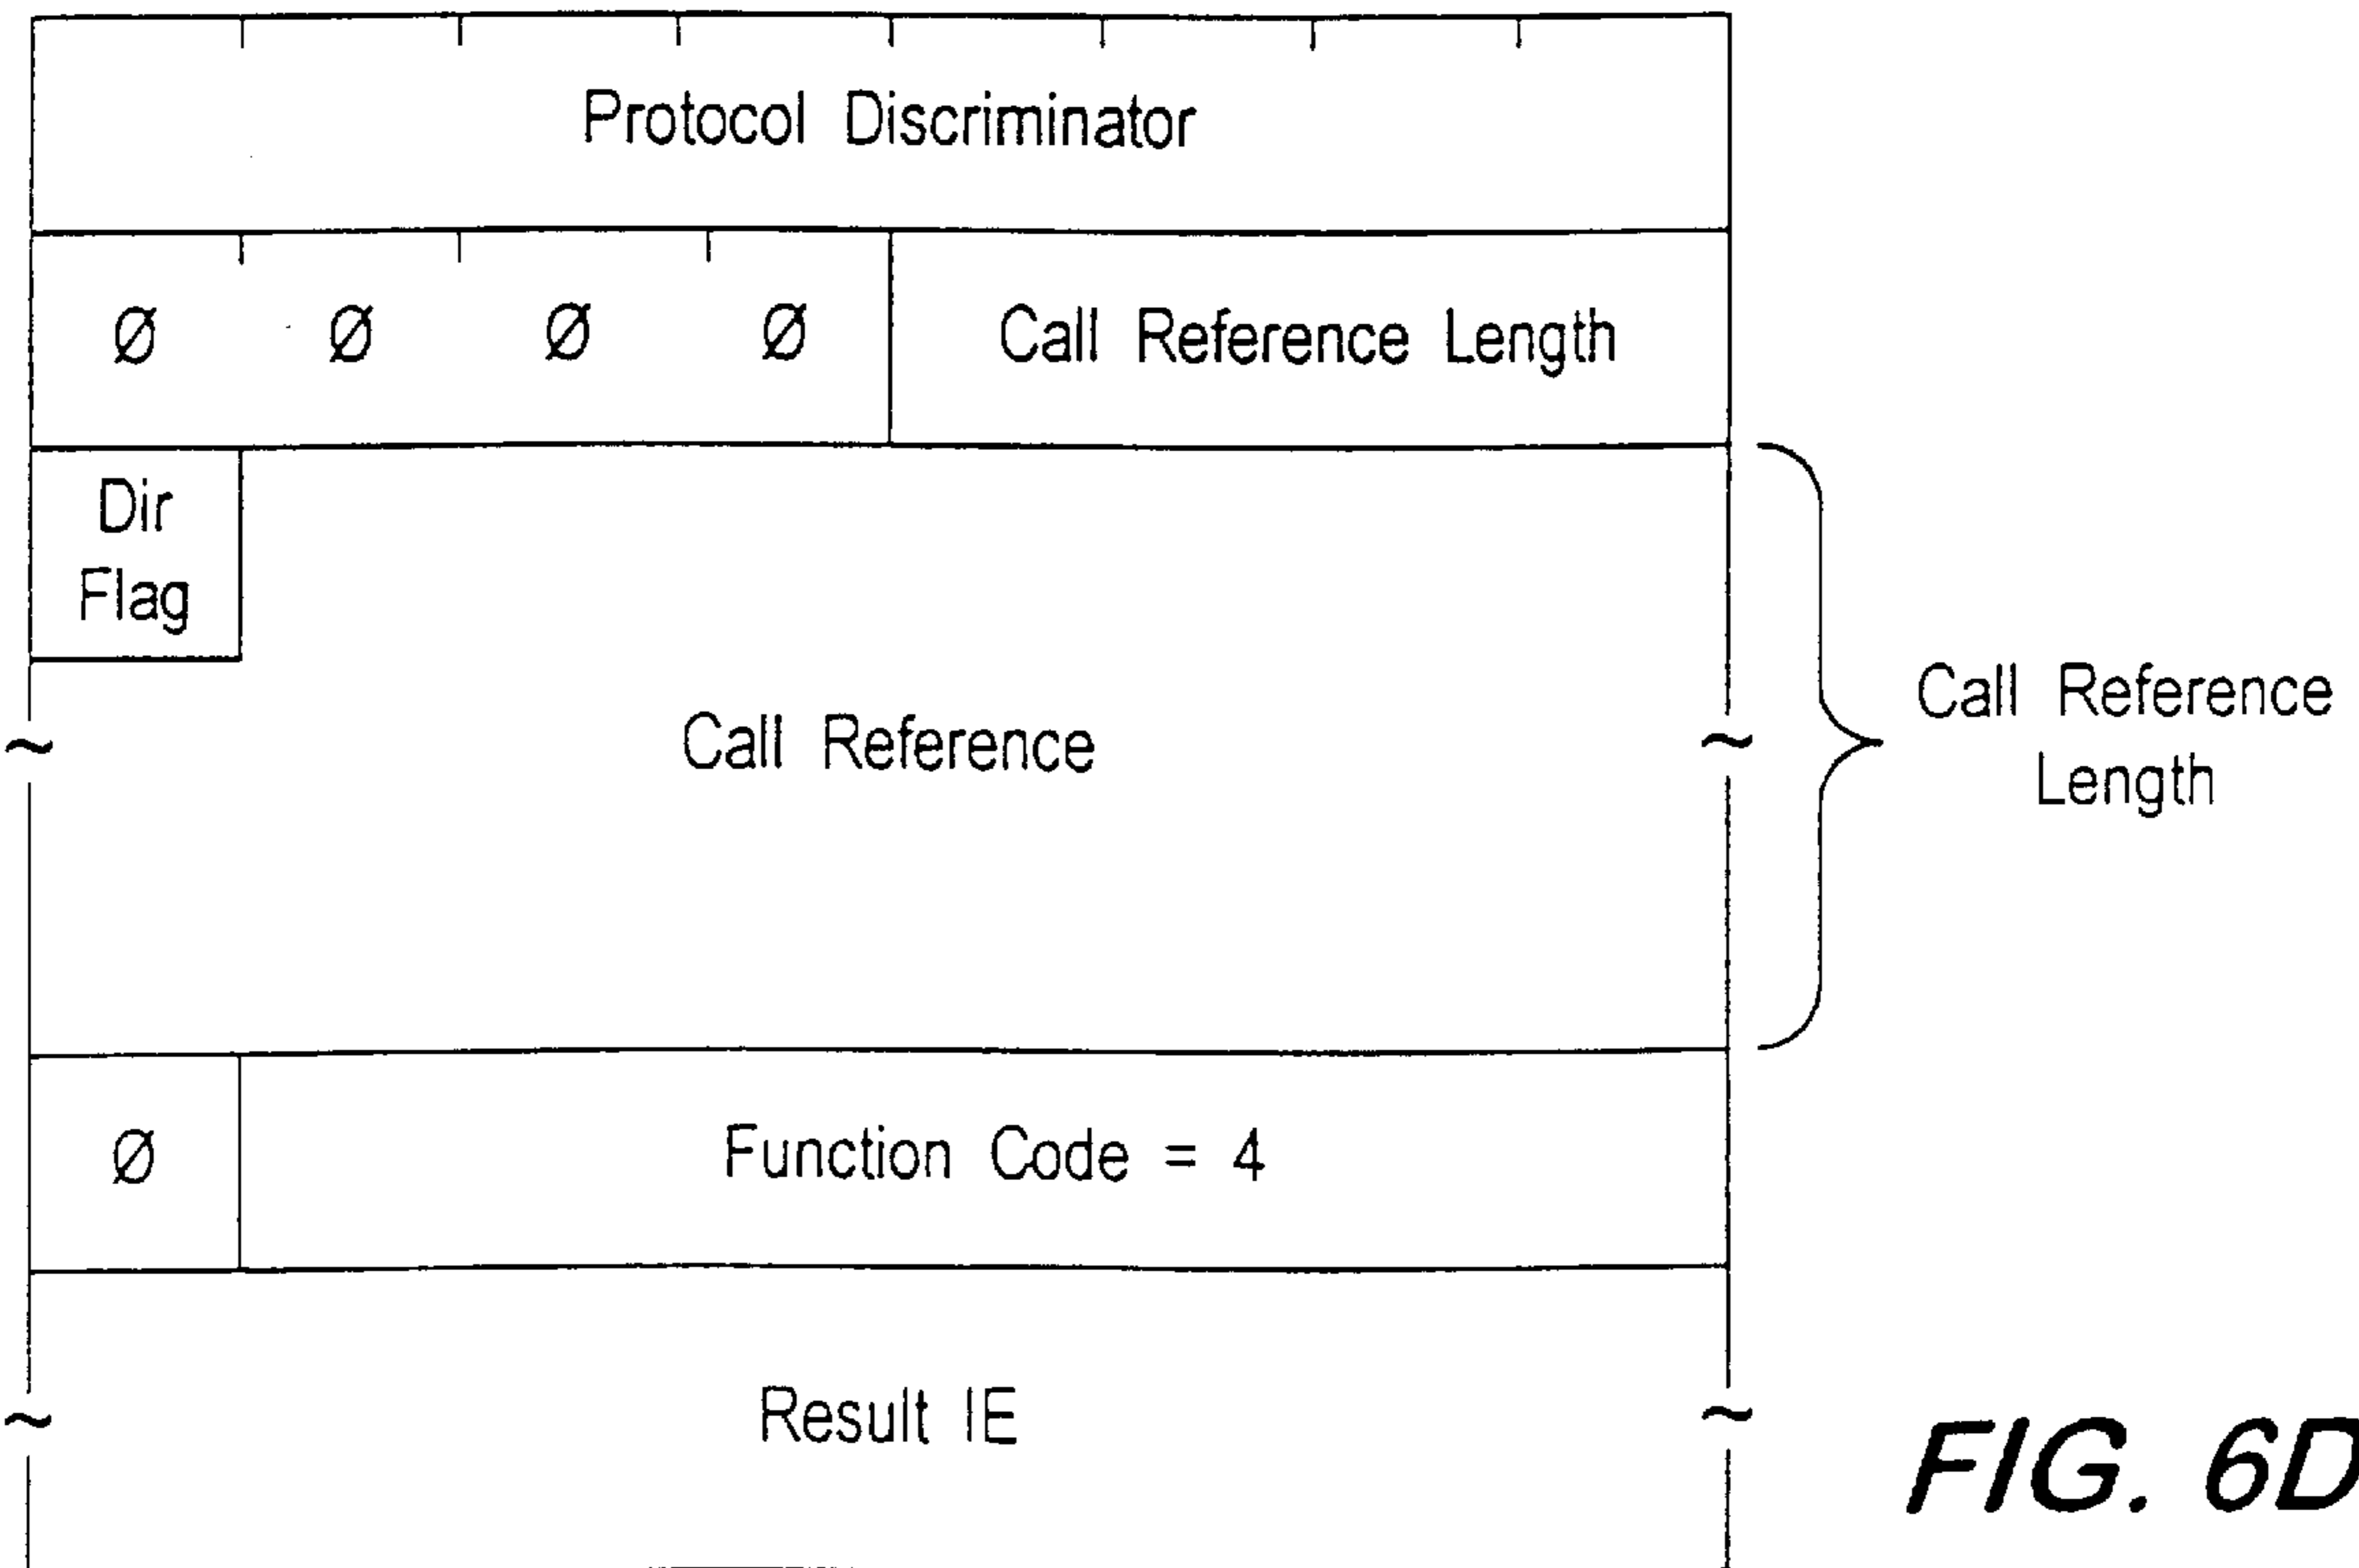 Protocol Discriminator
Ø Ø Ø Ø Call Reference Length
Dir
Flag
Call Reference
Call Reference
Length
Ø Function Code = 4
Result IE
FIG. 6D